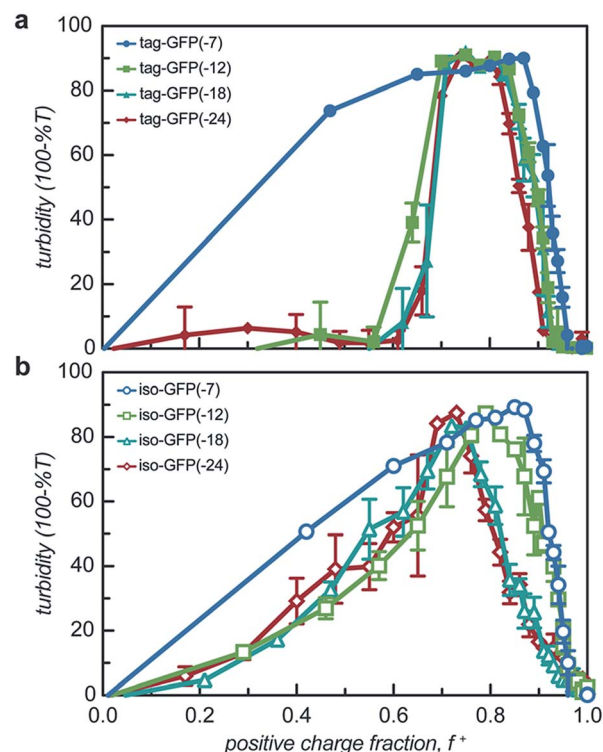 a
100
80
60
40
20
0
turbidity (100-%T)
tag-GFP(-7)
tag-GFP(-12)
tag-GFP(-18)
tag-GFP(-24)
b
100
80
60
40
20
0
turbidity (100-%T)
iso-GFP(-7)
iso-GFP(-12)
iso-GFP(-18)
iso-GFP(-24)
0.0 0.2 0.4 0.6 0.8 1.0
positive charge fraction, f +